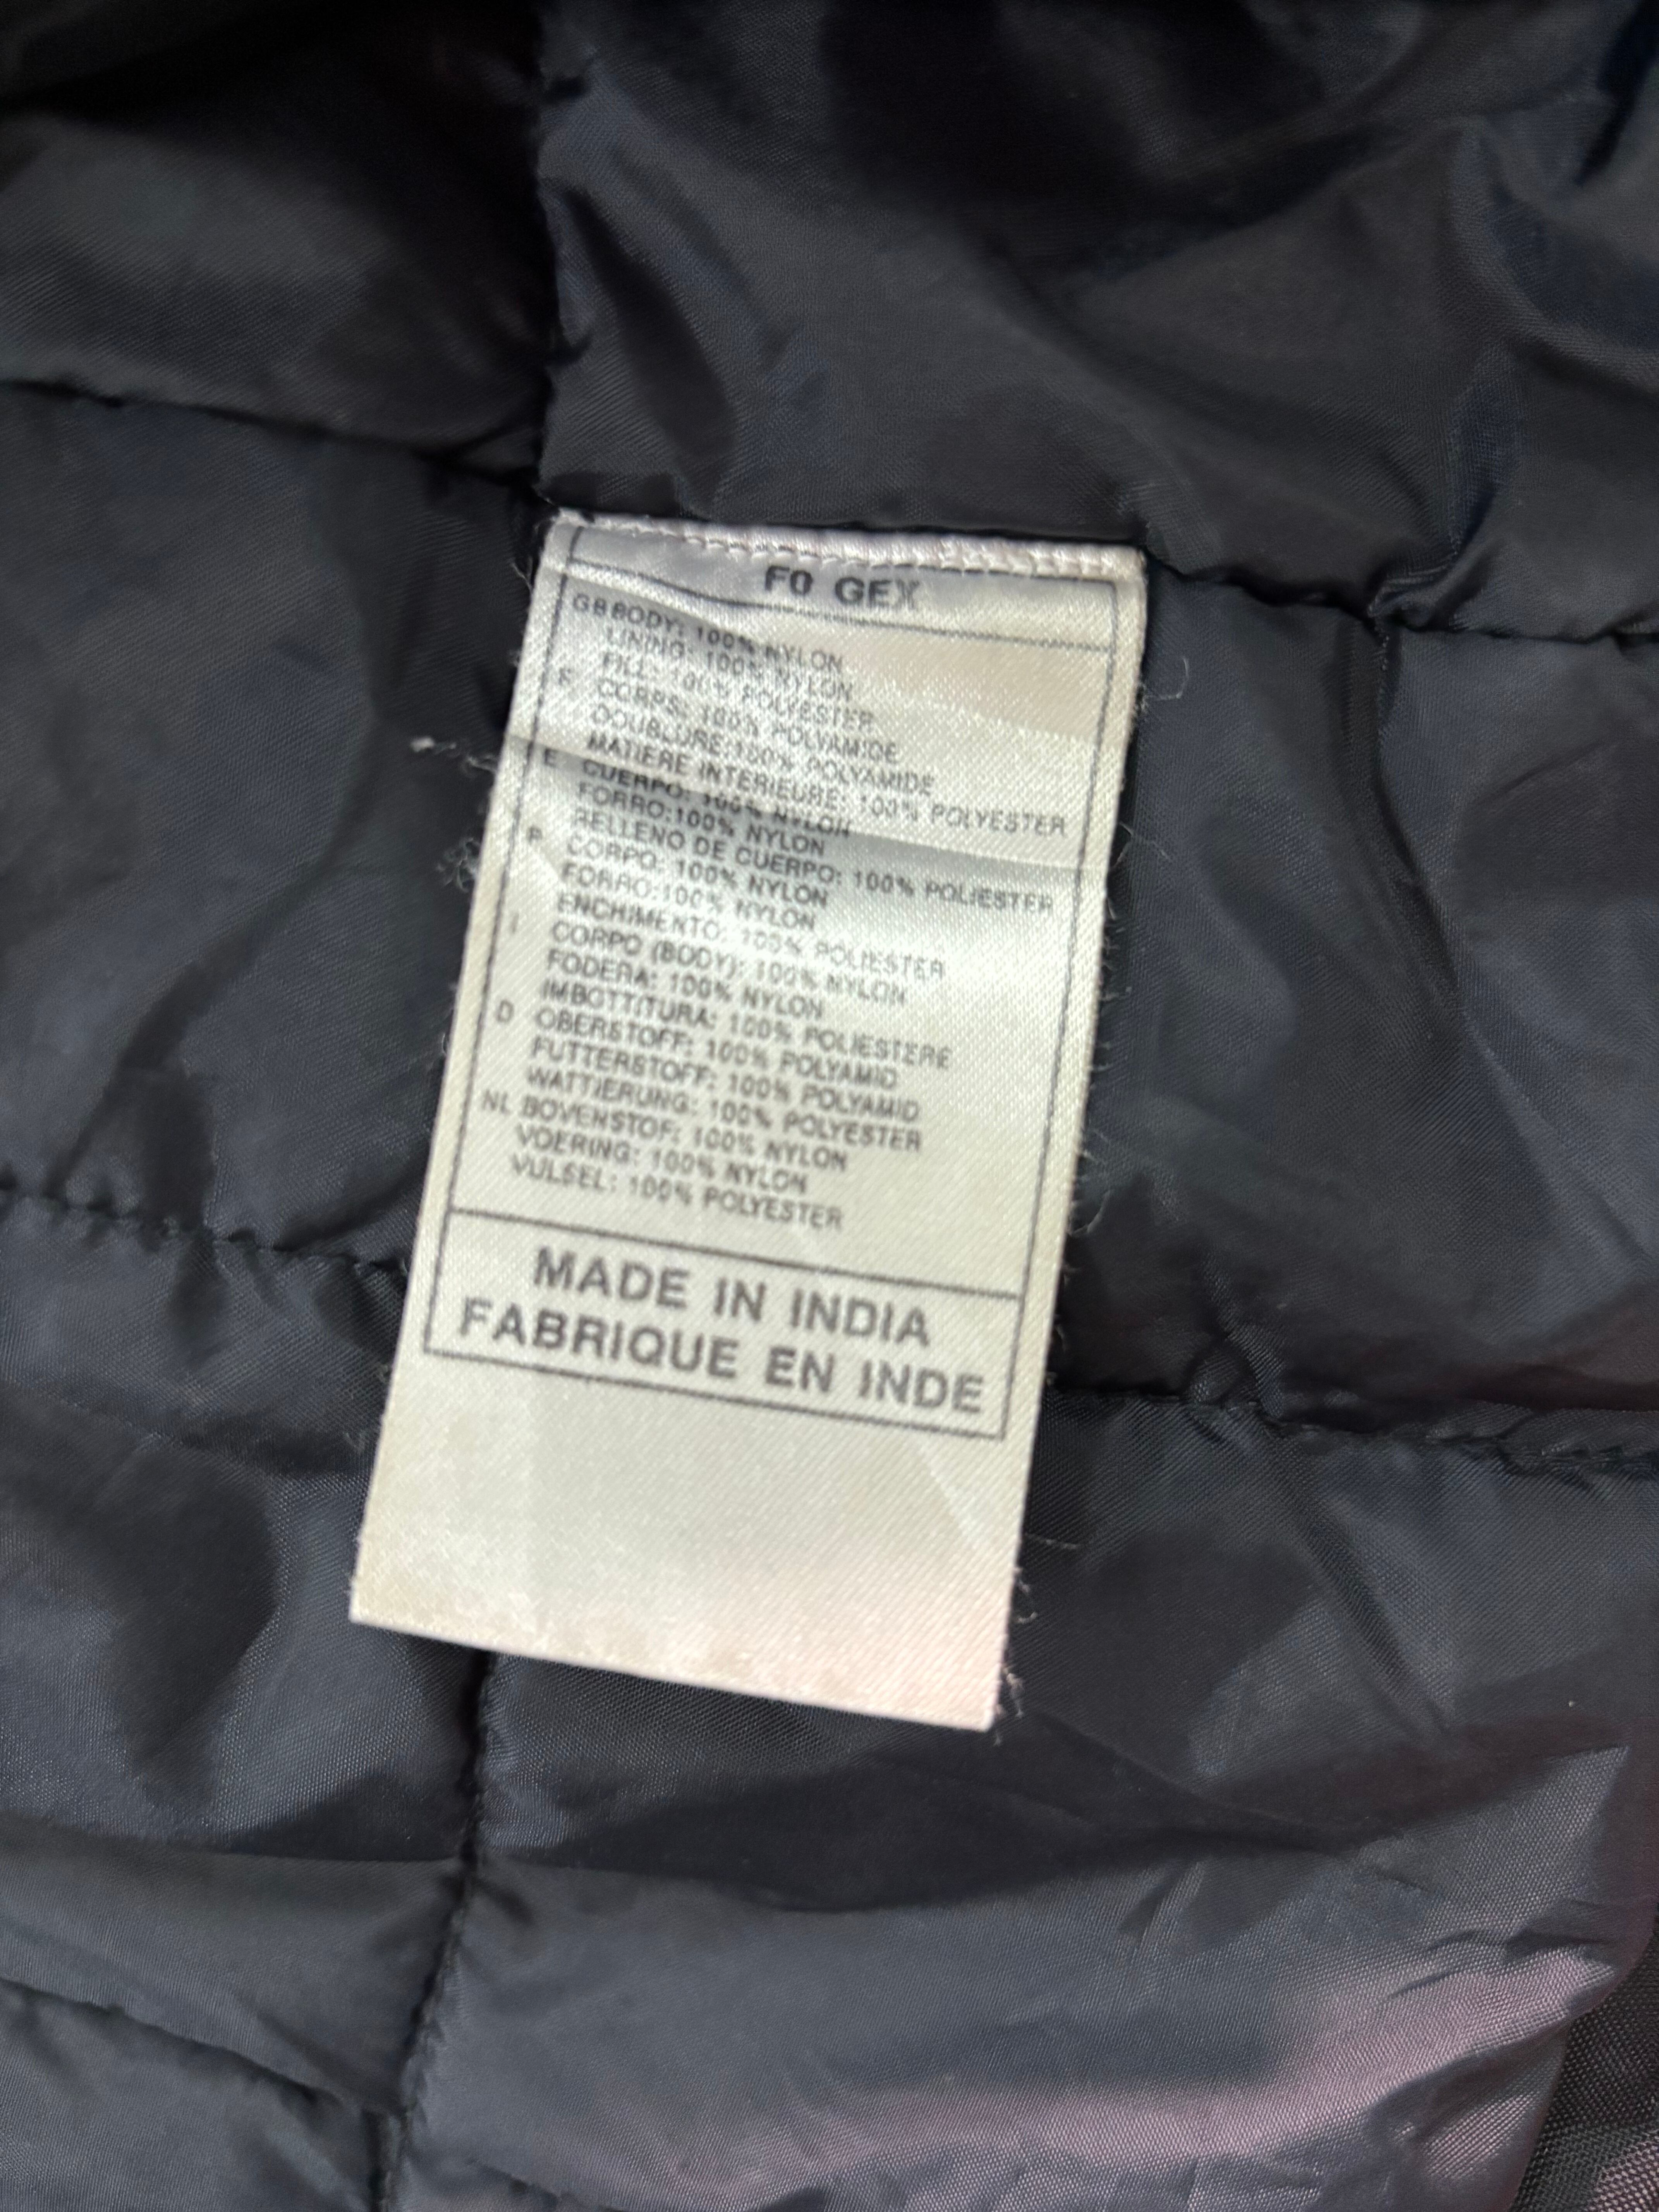 F0 GEX
GB BODY: 100% NYLON
LINING: 100% NYLON
FILL: 100% POLYESTER
F CORPS: 100% POLYAMIDE
DOUBLURE:100% POLYAMIDE
MATIERE INTERIEURE: 100% POLYESTER
E CUERPO: 100% NYLON
FORRO:100% NYLON
RELLENO DE CUERPO: 100% POLIESTER
P CORPO: 100% NYLON
FORRO:100% NYLON
ENCHIMENTO: 100% POLIESTER
I CORPO (BODY): 100% NYLON
FODERA: 100% NYLON
IMBOTTITURA: 100% POLIESTERE
D OBERSTOFF: 100% POLYAMID
FUTTERSTOFF: 100% POLYAMID
WATTIERUNG: 100% POLYESTER
NL BOVENSTOF: 100% NYLON
VOERING: 100% NYLON
VULSEL: 100% POLYESTER
MADE IN INDIA
FABRIQUE EN INDE